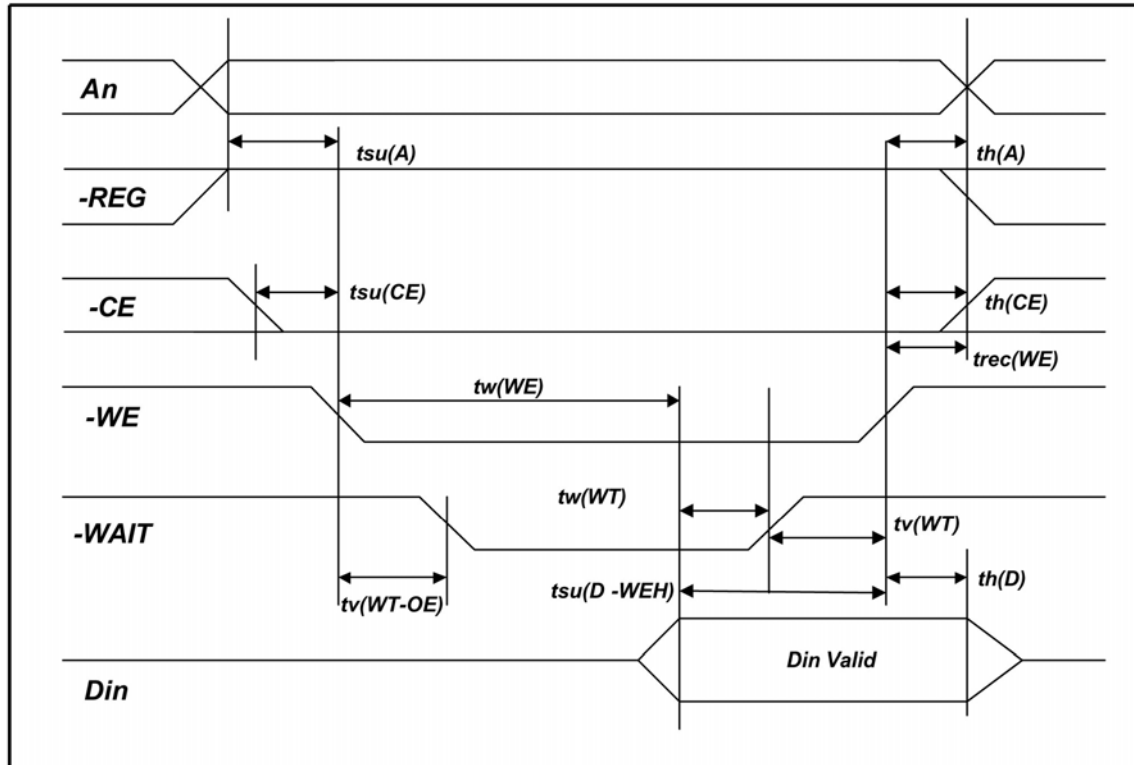 An
tsu(A)
th(A)
-REG
tsu(CE)
-CE
th(CE)
trec(WE)
tw(WE)
-WE
tw(WT)
-WAIT
tv(WT)
tsu(D -WEH)
th(D)
tv(WT-OE)
Din Valid
Din